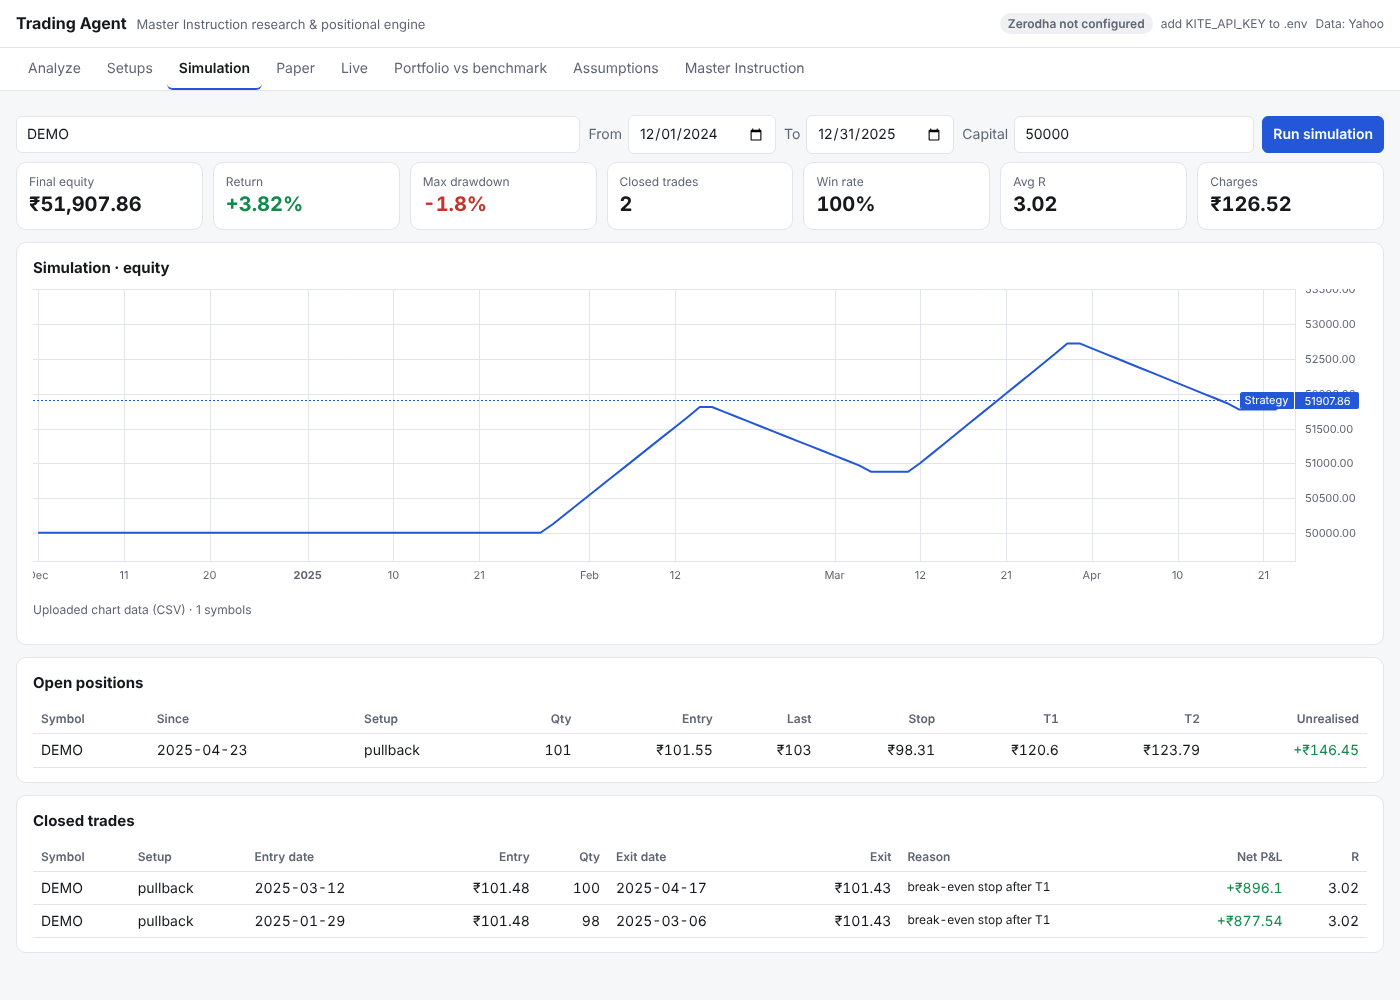 Trading Agent Master Instruction research & positional engine Zerodha not configured add KITE_API_KEY to .env Data: Yahoo
Analyze Setups Simulation Paper Live Portfolio vs benchmark Assumptions Master Instruction
DEMO From 12/01/2024 To 12/31/2025 Capital 50000 Run simulation
Final equity Return Max drawdown Closed trades Win rate Avg R Charges
₹51,907.86 +3.82% -1.8% 2 100% 3.02 ₹126.52
Simulation · equity
53500.00
53000.00
52500.00
Strategy 51907.86
51500.00
51000.00
50500.00
50000.00
Dec 11 20 2025 10 21 Feb 12 Mar 12 21 Apr 10 21
Uploaded chart data (CSV) · 1 symbols
Open positions
Symbol Since Setup Qty Entry Last Stop T1 T2 Unrealised
DEMO 2025-04-23 pullback 101 ₹101.55 ₹103 ₹98.31 ₹120.6 ₹123.79 +₹146.45
Closed trades
Symbol Setup Entry date Entry Qty Exit date Exit Reason Net P&L R
DEMO pullback 2025-03-12 ₹101.48 100 2025-04-17 ₹101.43 break-even stop after T1 +₹896.1 3.02
DEMO pullback 2025-01-29 ₹101.48 98 2025-03-06 ₹101.43 break-even stop after T1 +₹877.54 3.02